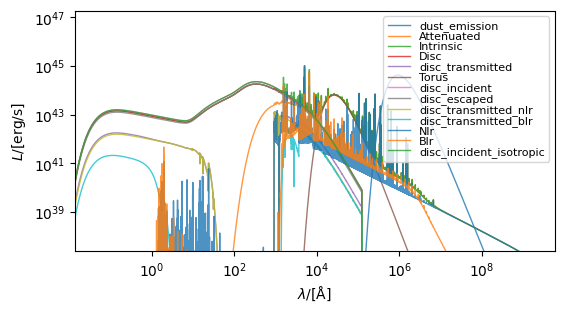 10^47
10^45
10^43
10^41
10^39
L/[erg/s]
dust_emission
Attenuated
Intrinsic
Disc
disc_transmitted
Torus
disc_incident
disc_escaped
disc_transmitted_nlr
disc_transmitted_blr
Nlr
Blr
disc_incident_isotropic
10^0 10^2 10^4 10^6 10^8
λ/[Å]